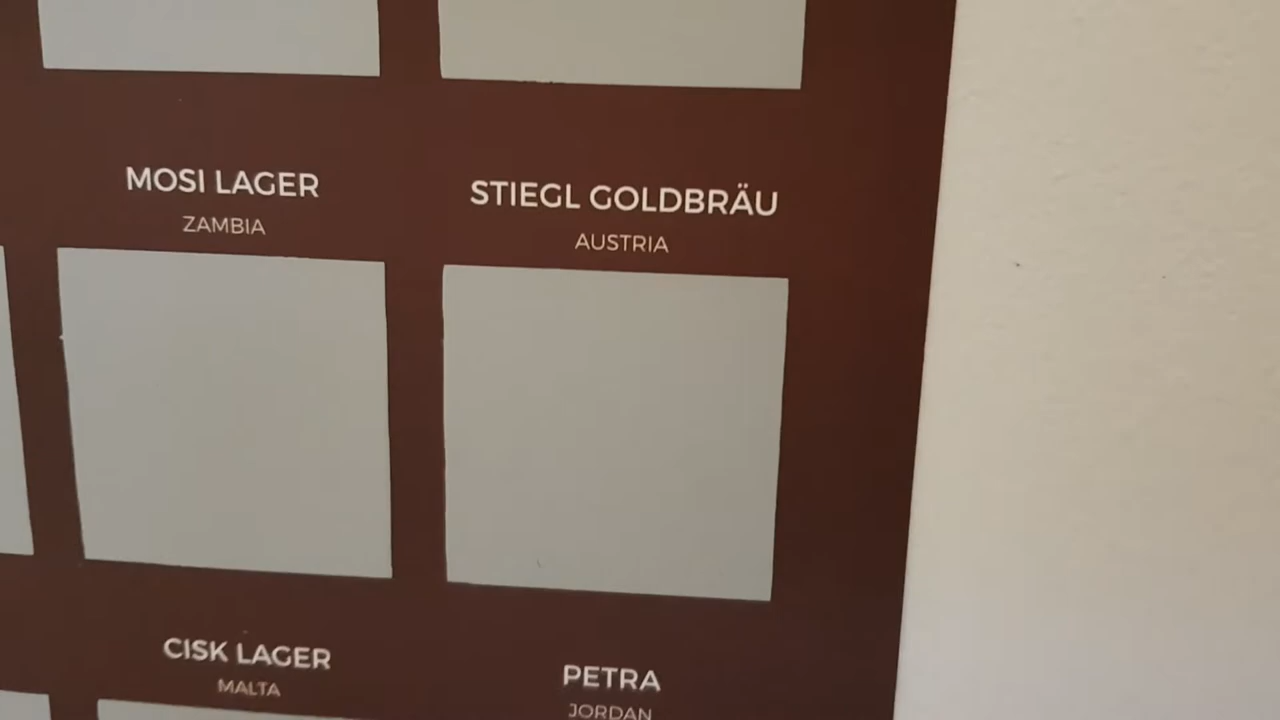 MOSI LAGER
ZAMBIA
STIEGL GOLDBRÄU
AUSTRIA
CISK LAGER
MALTA
PETRA
JORDAN